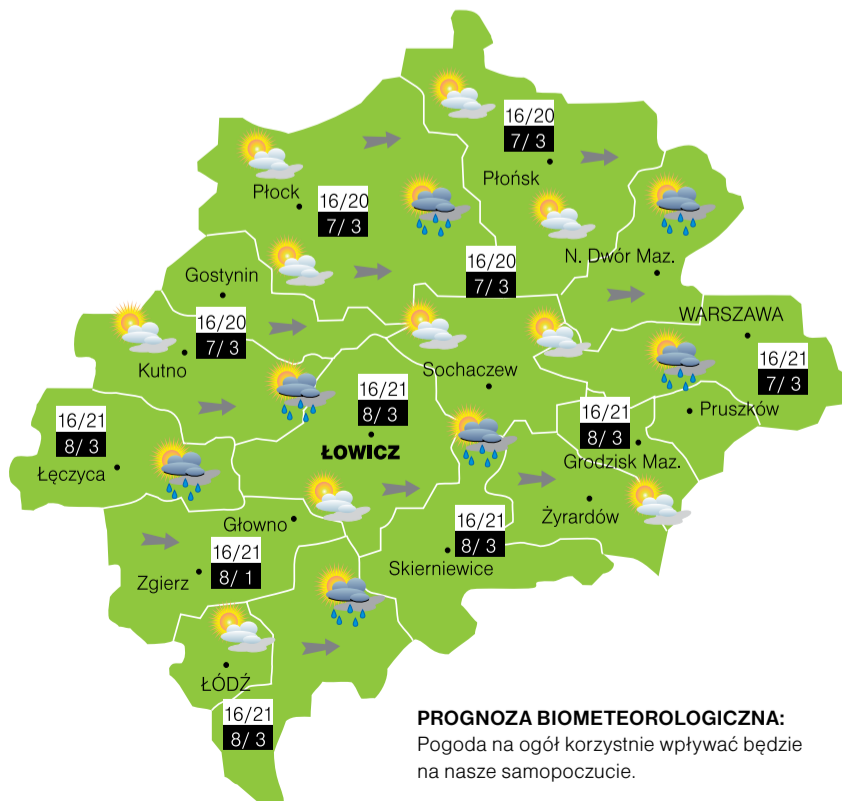 16/20
7/ 3
Płońsk
Płock
16/20
7/ 3
N. Dwór Maz.
16/20
7/ 3
Gostynin
16/20
7/ 3
Kutno
WARSZAWA
16/21
7/ 3
Sochaczew
16/21
8/ 3
ŁOWICZ
16/21
8/ 3
Łęczyca
Pruszków
16/21
8/ 3
Grodzisk Maz.
Żyrardów
Głowno
16/21
8/ 3
Skierniewice
16/21
8/ 1
Zgierz
ŁÓDŹ
16/21
8/ 3
PROGNOZA BIOMETEOROLOGICZNA:
Pogoda na ogół korzystnie wpływać będzie
na nasze samopoczucie.